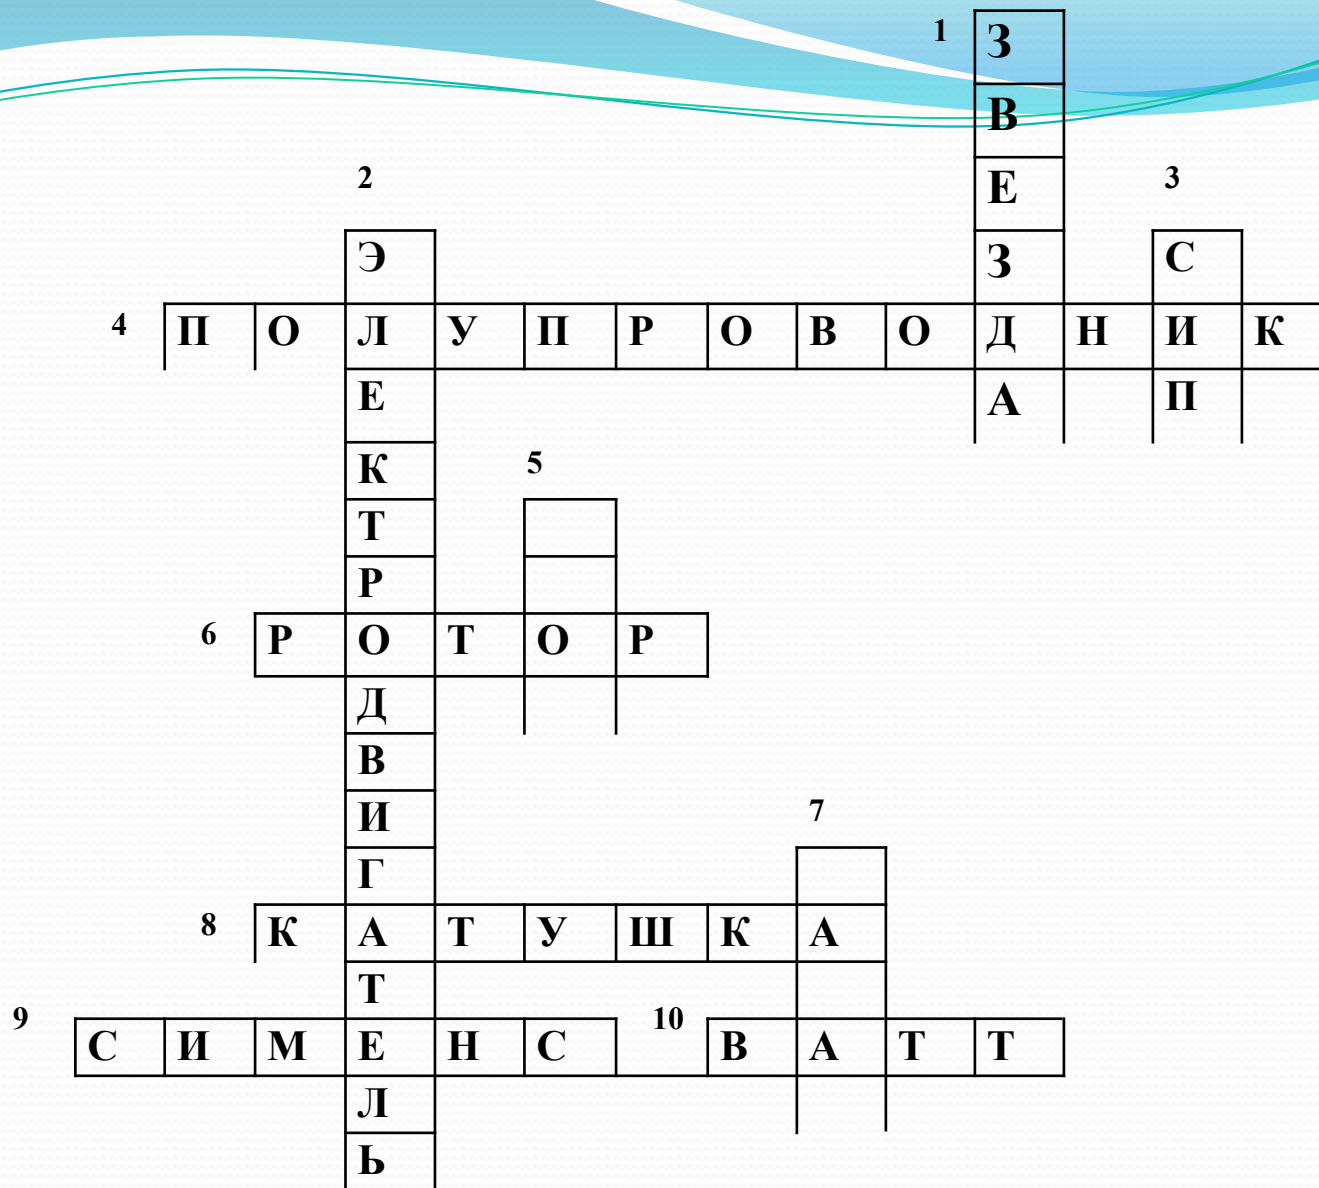 1 З
В
2 Е 3
Э З С
4 П О Л У П Р О В О Д Н И К
Е А П
К 5
Т
Р
6 Р О Т О Р
Д
В
И 7
Г
8 К А Т У Ш К А
Т
9 С И М Е Н С 10 В А Т Т
Л
Ь